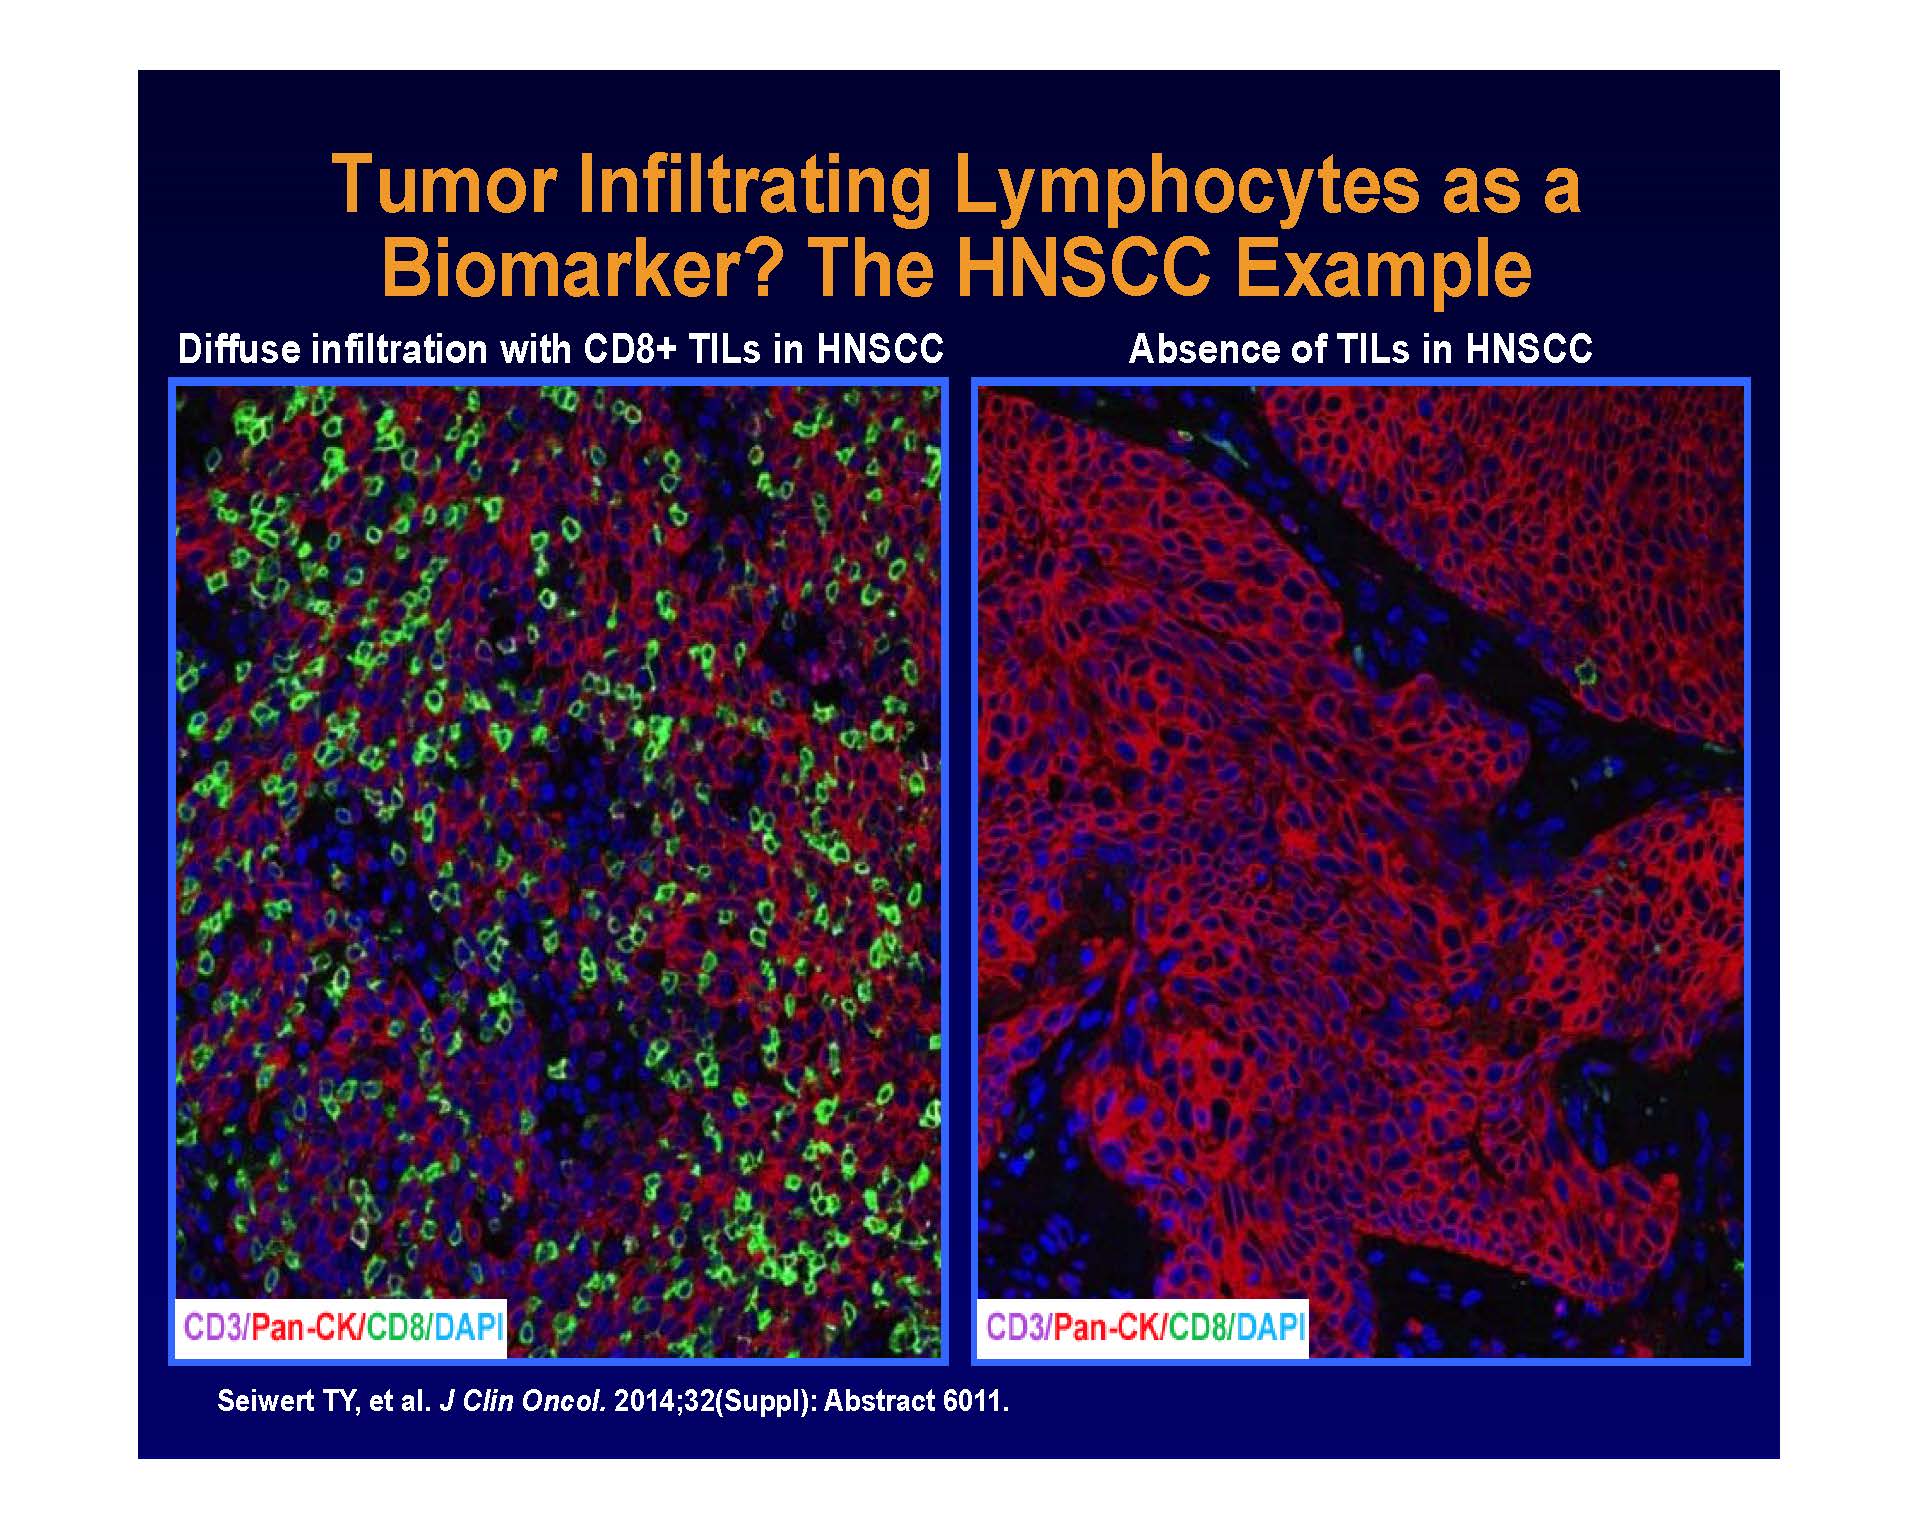 Tumor Infiltrating Lymphocytes as a
Biomarker? The HNSCC Example
Diffuse infiltration with CD8+ TILs in HNSCC
Absence of TILs in HNSCC
CD3/Pan-CK/CD8/DAPI
CD3/Pan-CK/CD8/DAPI
Seiwert TY, et al. J Clin Oncol. 2014;32(Suppl): Abstract 6011.